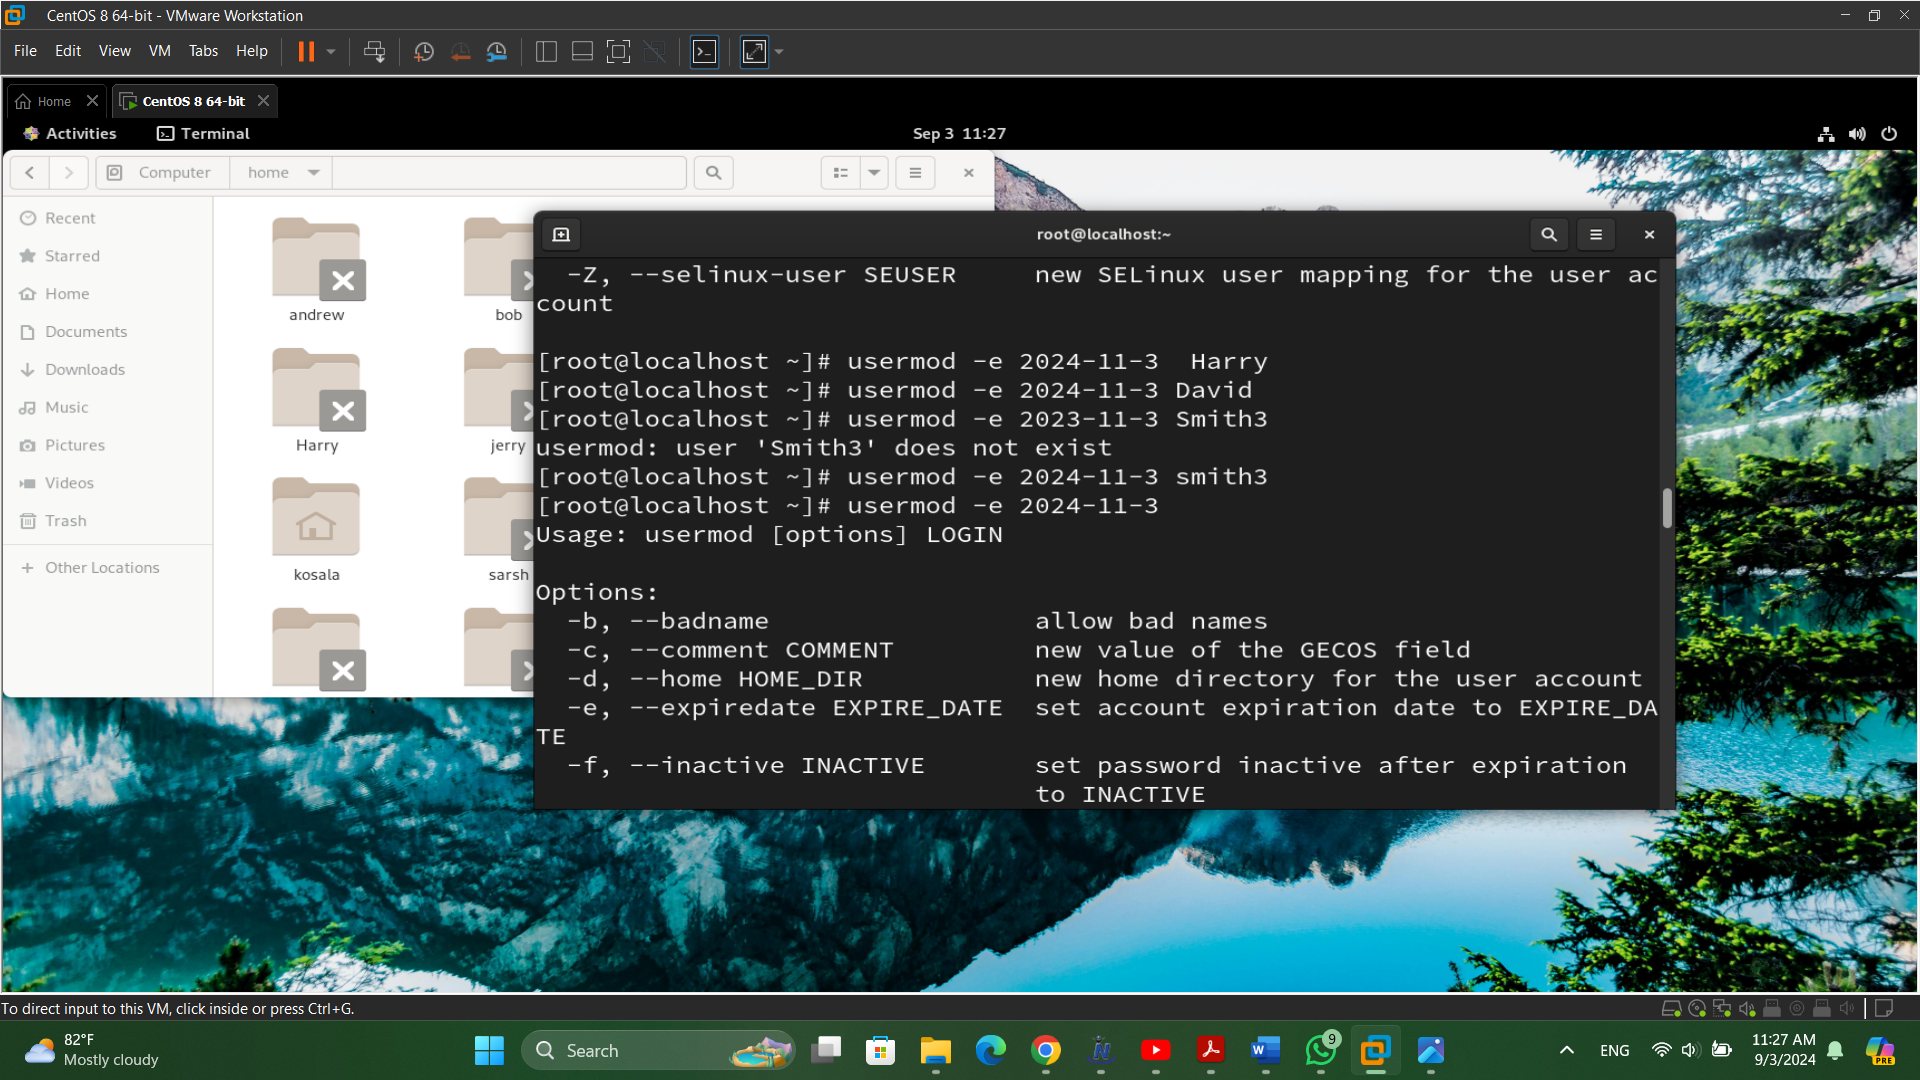 CentOS 8 64-bit - VMware Workstation
File Edit View VM Tabs Help
Home CentOS 8 64-bit
Activities Terminal Sep 3 11:27
Computer home
Recent
Starred
Home
Documents
Downloads
Music
Pictures
Videos
Trash
+ Other Locations
andrew bob
Harry jerry
kosala sarsh
root@localhost:~
-Z, --selinux-user SEUSER new SELinux user mapping for the user ac
count
[root@localhost ~]# usermod -e 2024-11-3  Harry
[root@localhost ~]# usermod -e 2024-11-3 David
[root@localhost ~]# usermod -e 2023-11-3 Smith3
usermod: user 'Smith3' does not exist
[root@localhost ~]# usermod -e 2024-11-3 smith3
[root@localhost ~]# usermod -e 2024-11-3
Usage: usermod [options] LOGIN
Options:
-b, --badname allow bad names
-c, --comment COMMENT new value of the GECOS field
-d, --home HOME_DIR new home directory for the user account
-e, --expiredate EXPIRE_DATE set account expiration date to EXPIRE_DA
TE
-f, --inactive INACTIVE set password inactive after expiration
to INACTIVE
To direct input to this VM, click inside or press Ctrl+G.
82°F
Mostly cloudy
Search
9
ENG
11:27 AM
9/3/2024
PRE